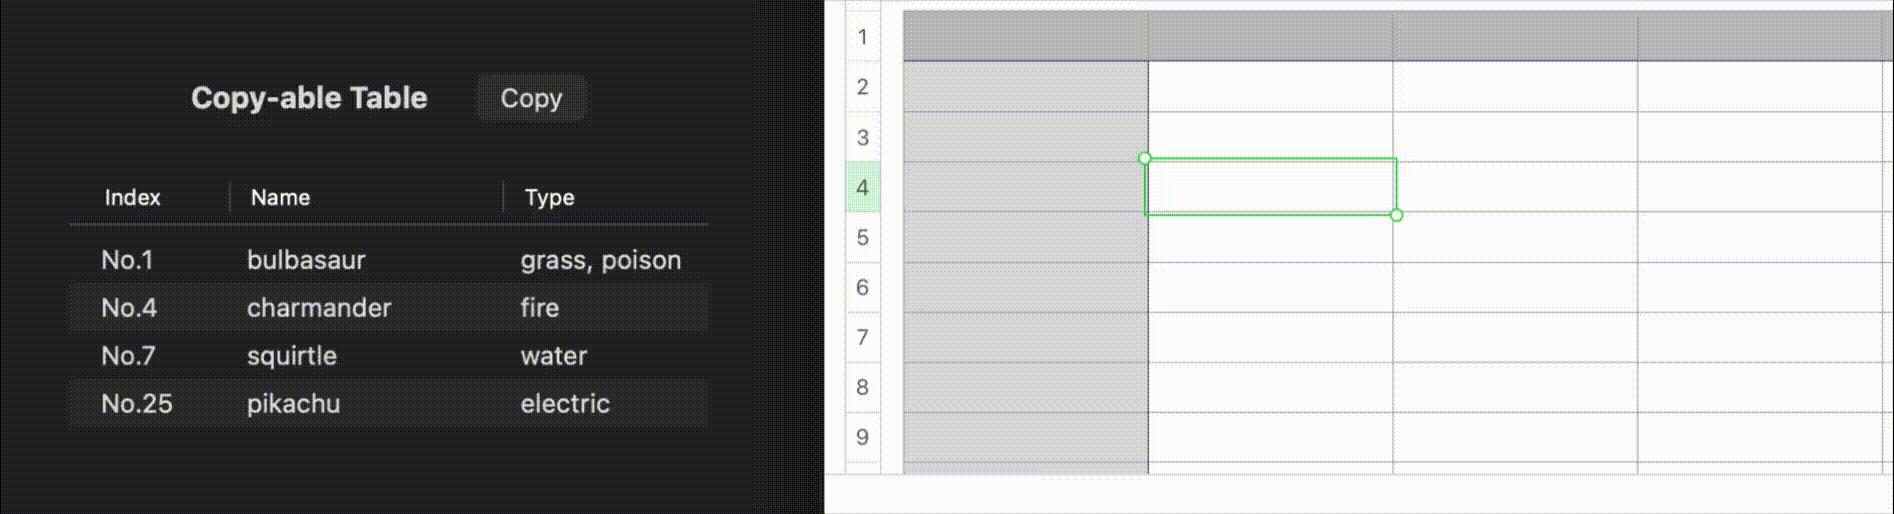 Copy-able Table Copy
Index Name Type
No.1 bulbasaur grass, poison
No.4 charmander fire
No.7 squirtle water
No.25 pikachu electric
1
2
3
4
5
6
7
8
9